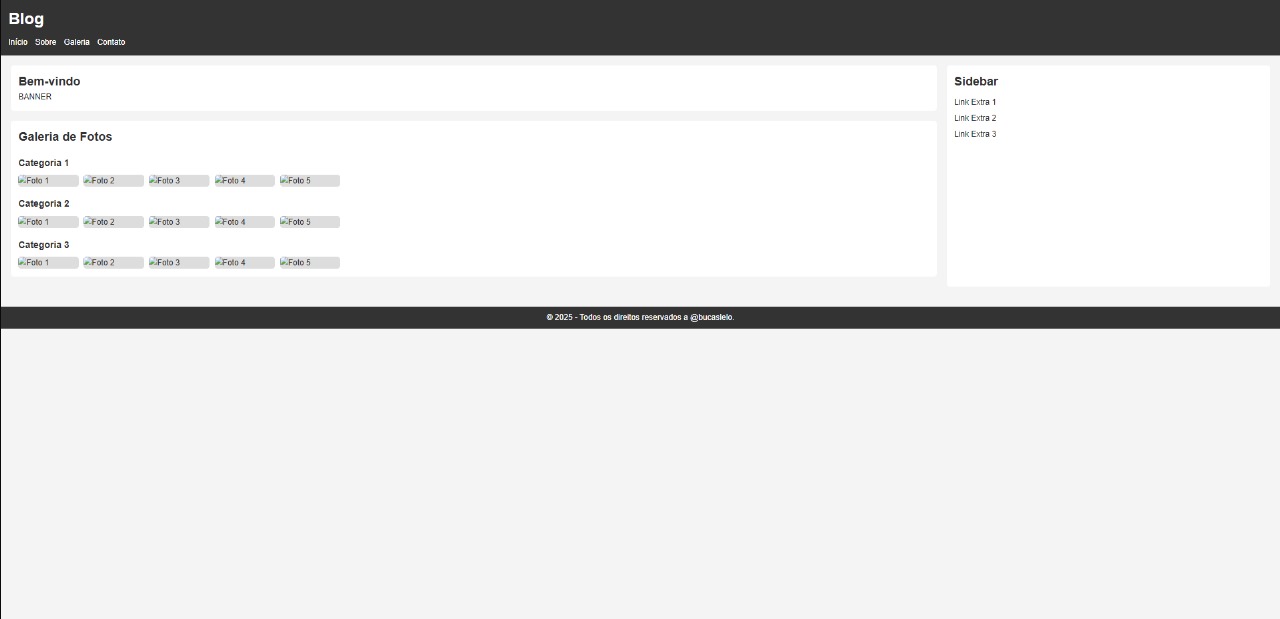 Blog
Início Sobre Galeria Contato
Bem-vindo
BANNER
Galeria de Fotos
Categoria 1
Foto 1 Foto 2 Foto 3 Foto 4 Foto 5
Categoria 2
Foto 1 Foto 2 Foto 3 Foto 4 Foto 5
Categoria 3
Foto 1 Foto 2 Foto 3 Foto 4 Foto 5
Sidebar
Link Extra 1
Link Extra 2
Link Extra 3
© 2025 - Todos os direitos reservados a @bucaslelo.